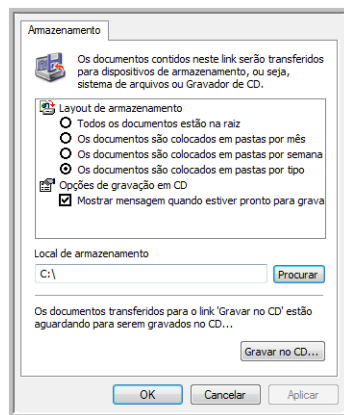 Armazenamento
Os documentos contidos neste link serão transferidos
para dispositivos de armazenamento, ou seja,
sistema de arquivos ou Gravador de CD.
Layout de armazenamento
Todos os documentos estão na raiz
Os documentos são colocados em pastas por mês
Os documentos são colocados em pastas por semana
Os documentos são colocados em pastas por tipo
Opções de gravação em CD
Mostrar mensagem quando estiver pronto para grava
Local de armazenamento
C:\
Procurar
Os documentos transferidos para o link 'Gravar no CD' estão
aguardando para serem gravados no CD...
Gravar no CD...
OK Cancelar Aplicar